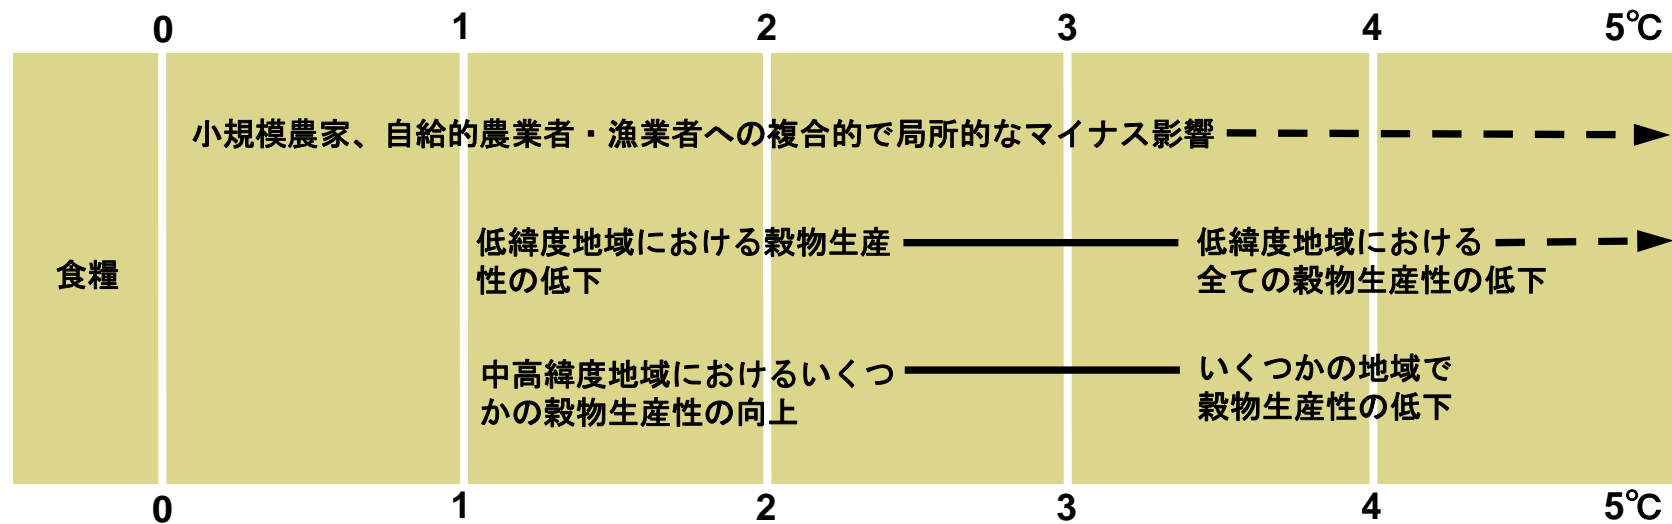 0 1 2 3 4 5℃
小規模農家、自給的農業者・漁業者への複合的で局所的なマイナス影響
食糧
低緯度地域における穀物生産
性の低下
低緯度地域における
全ての穀物生産性の低下
中高緯度地域におけるいくつ
かの穀物生産性の向上
いくつかの地域で
穀物生産性の低下
0 1 2 3 4 5℃